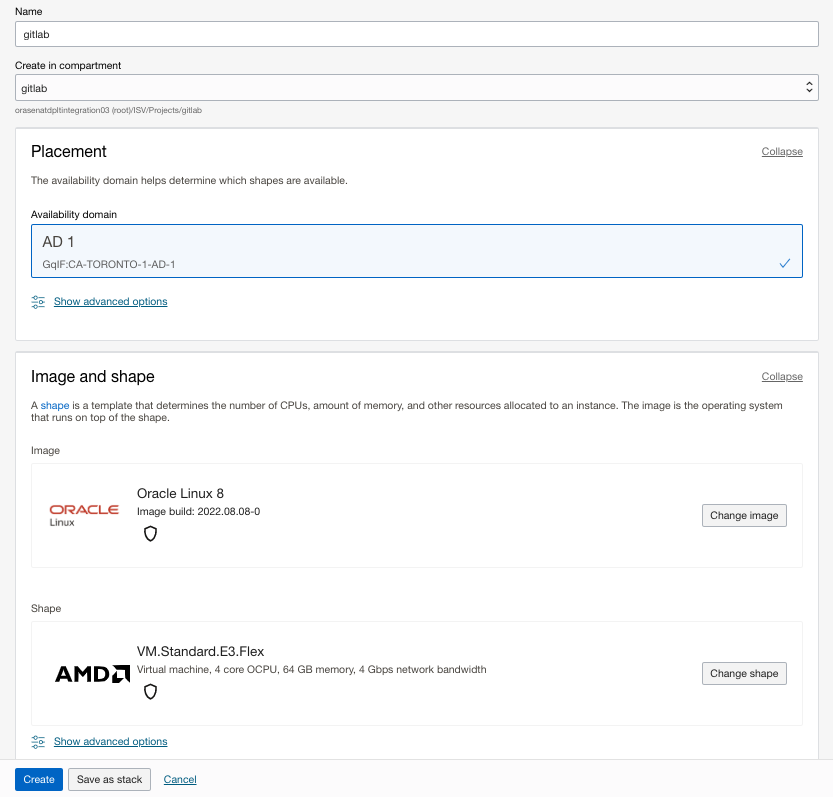 Name
gitlab
Create in compartment
gitlab
orasenatdpltintegration03 (root)/ISV/Projects/gitlab
Placement
Collapse
The availability domain helps determine which shapes are available.
Availability domain
AD 1
GqIF:CA-TORONTO-1-AD-1
Show advanced options
Image and shape
Collapse
A shape is a template that determines the number of CPUs, amount of memory, and other resources allocated to an instance. The image is the operating system
that runs on top of the shape.
Image
ORACLE
Linux
Oracle Linux 8
Image build: 2022.08.08-0
Change image
Shape
AMD
VM.Standard.E3.Flex
Virtual machine, 4 core OCPU, 64 GB memory, 4 Gbps network bandwidth
Change shape
Show advanced options
Create
Save as stack
Cancel